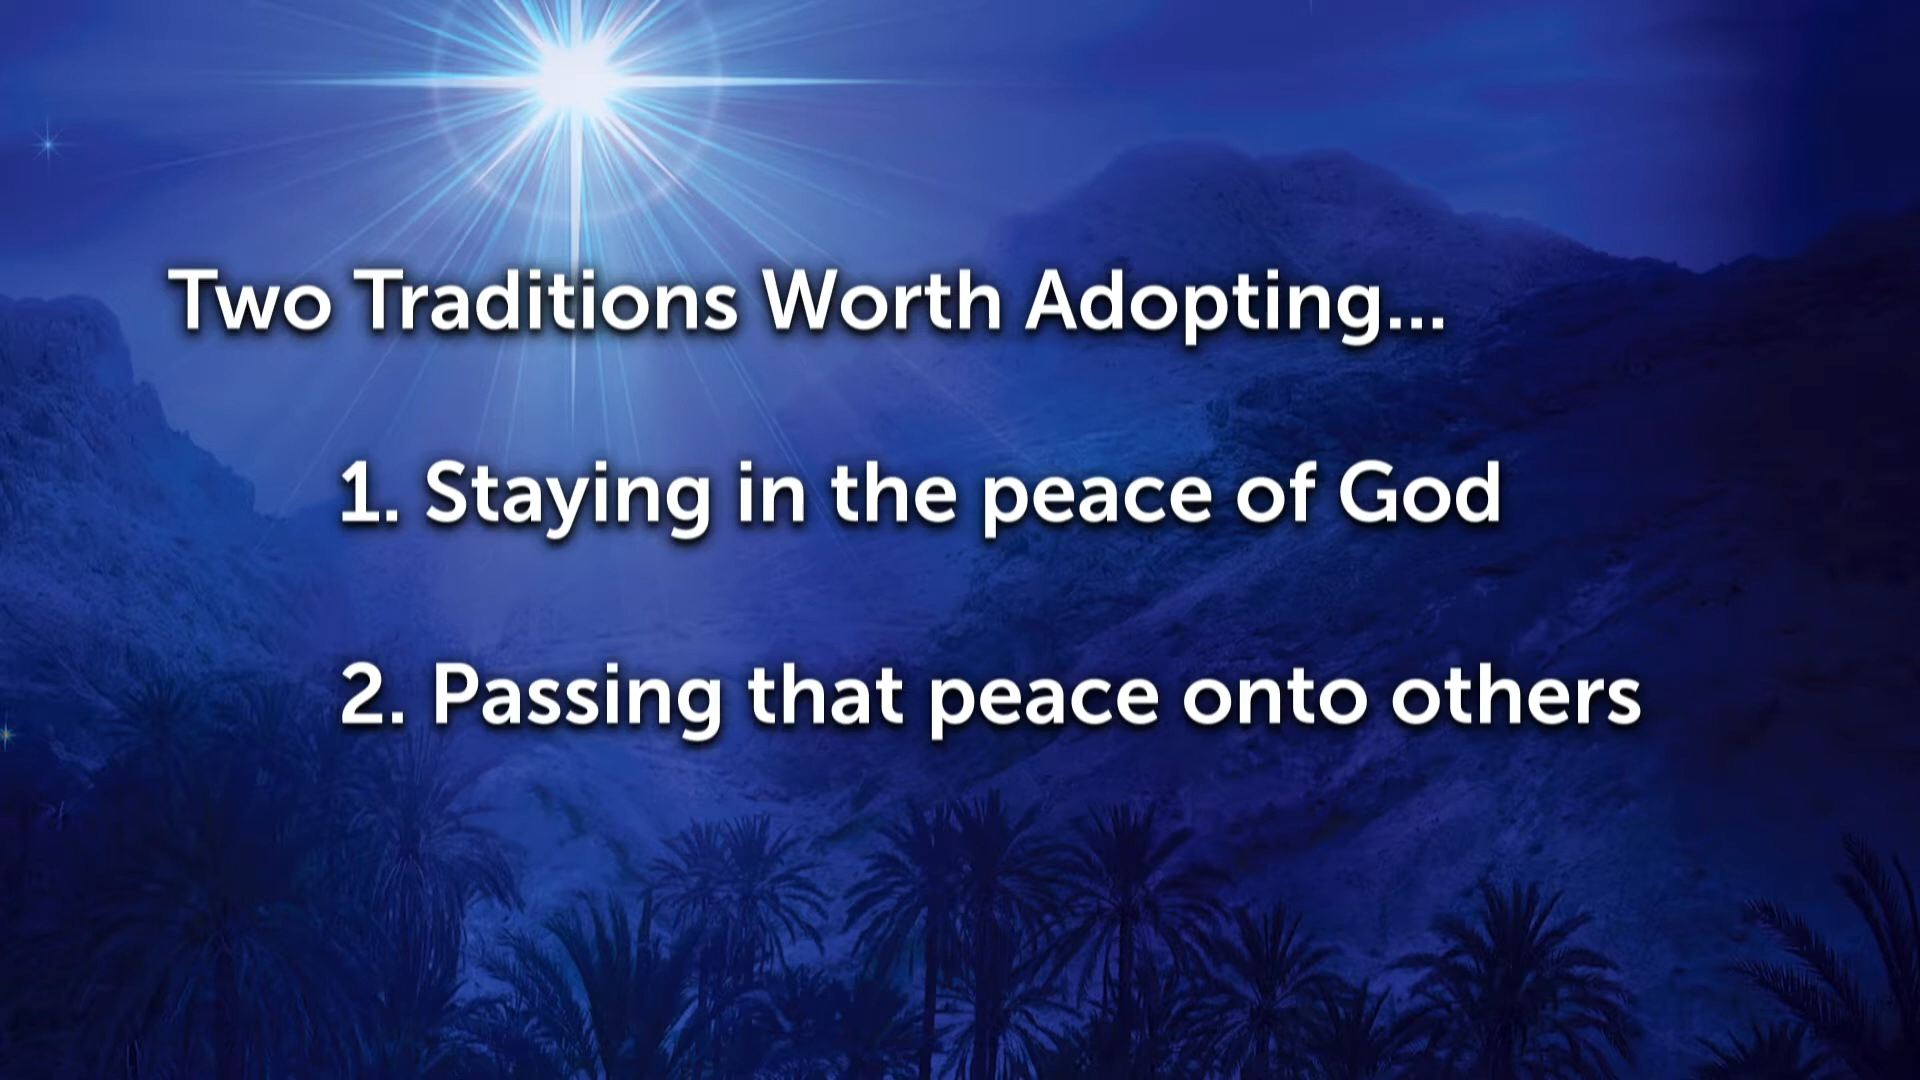 Two Traditions Worth Adopting...
1. Staying in the peace of God
2. Passing that peace onto others